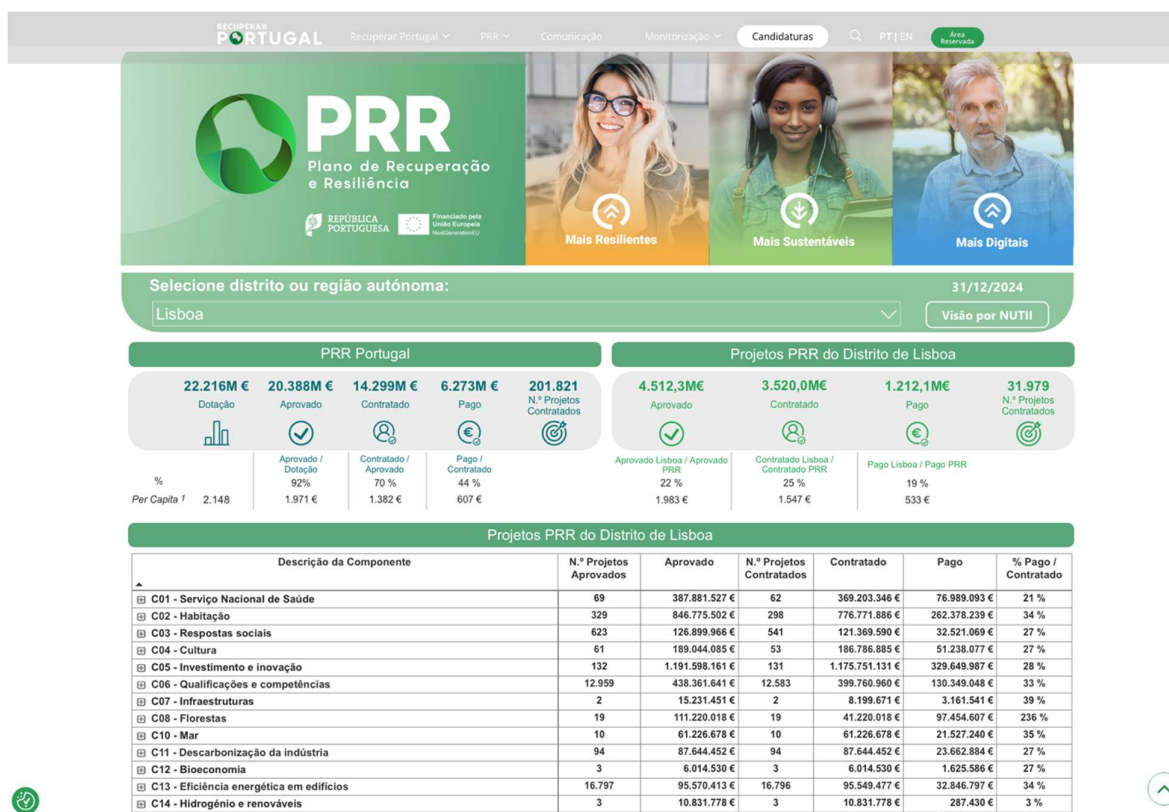 RECUPERAR
PORTUGAL
Recuperar Portugal
PRR
Comunicação
Monitorização
Candidaturas
PT | EN
Área
Reservada
PRR
Plano de Recuperação
e Resiliência
REPÚBLICA
PORTUGUESA
Financiado pela
União Europeia
NextGenerationEU
Mais Resilientes
Mais Sustentáveis
Mais Digitais
Selecione distrito ou região autónoma:
31/12/2024
Lisboa
Visão por NUTII
PRR Portugal
Projetos PRR do Distrito de Lisboa
22.216M € 20.388M € 14.299M € 6.273M € 201.821
Dotação Aprovado Contratado Pago N.º Projetos
Contratados
4.512,3M€ 3.520,0M€ 1.212,1M€ 31.979
Aprovado Contratado Pago N.º Projetos
Contratados
Aprovado / Contratado / Pago /
Dotação Aprovado Contratado
% 92% 70 % 44 %
Per Capita 1 2.148 1.971 € 1.382 € 607 €
Aprovado Lisboa / Aprovado Contratado Lisboa / Pago Lisboa / Pago PRR
PRR Contratado PRR
22 % 25 % 19 %
1.983 € 1.547 € 533 €
Projetos PRR do Distrito de Lisboa
Descrição da Componente N.º Projetos Aprovado N.º Projetos Contratado Pago % Pago /
Aprovados Contratados Contratado
C01 - Serviço Nacional de Saúde 69 387.881.527 € 62 369.203.346 € 76.989.093 € 21 %
C02 - Habitação 329 846.775.502 € 298 776.771.886 € 262.378.239 € 34 %
C03 - Respostas sociais 623 126.899.966 € 541 121.369.590 € 32.521.069 € 27 %
C04 - Cultura 61 189.044.085 € 53 186.786.885 € 51.238.077 € 27 %
C05 - Investimento e inovação 132 1.191.598.161 € 131 1.175.751.131 € 329.649.987 € 28 %
C06 - Qualificações e competências 12.959 438.361.641 € 12.583 399.760.960 € 130.349.048 € 33 %
C07 - Infraestruturas 2 15.231.451 € 2 8.199.671 € 3.161.541 € 39 %
C08 - Florestas 19 111.220.018 € 19 41.220.018 € 97.454.607 € 236 %
C10 - Mar 10 61.226.678 € 10 61.226.678 € 21.527.240 € 35 %
C11 - Descarbonização da indústria 94 87.644.452 € 94 87.644.452 € 23.662.884 € 27 %
C12 - Bioeconomia 3 6.014.530 € 3 6.014.530 € 1.625.586 € 27 %
C13 - Eficiência energética em edifícios 16.797 95.570.413 € 16.796 95.549.477 € 32.846.797 € 34 %
C14 - Hidrogénio e renováveis 3 10.831.778 € 3 10.831.778 € 287.430 € 3 %